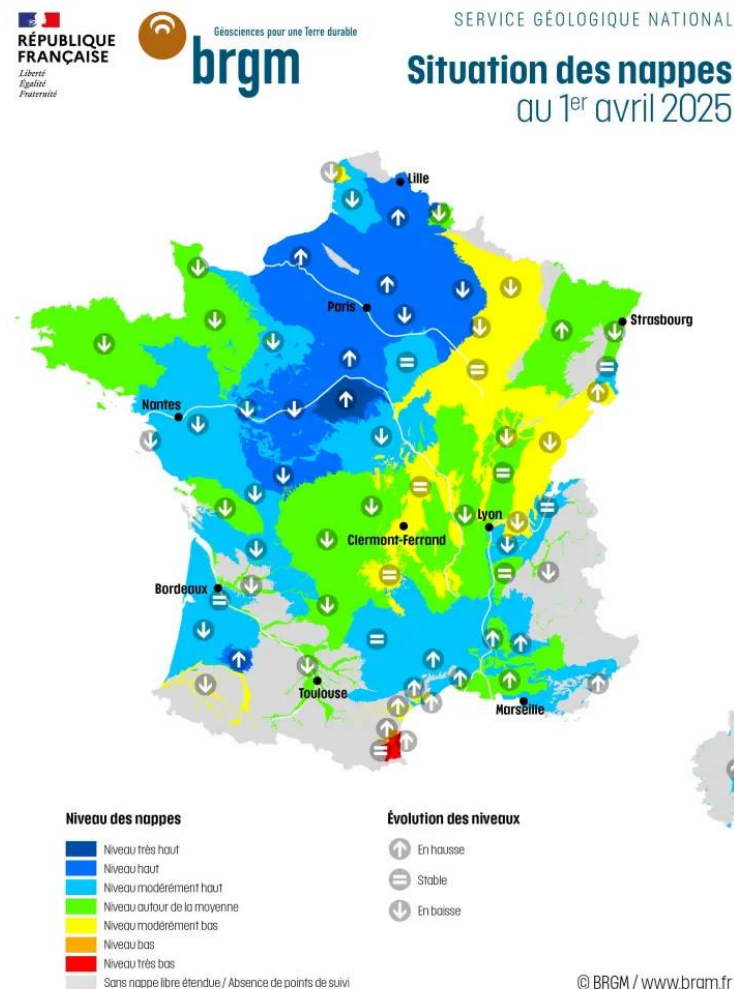 RÉPUBLIQUE
FRANÇAISE
Liberté
Égalité
Fraternité
Géosciences pour une Terre durable
brgm
SERVICE GÉOLOGIQUE NATIONAL
Situation des nappes
au 1er avril 2025
Lille
Paris
Strasbourg
Nantes
Lyon
Clermont-Ferrand
Bordeaux
Toulouse
Marseille
Niveau des nappes
Niveau très haut
Niveau haut
Niveau modérément haut
Niveau autour de la moyenne
Niveau modérément bas
Niveau bas
Niveau très bas
Sans nappe libre étendue / Absence de points de suivi
Évolution des niveaux
En hausse
Stable
En baisse
© BRGM / www.brgm.fr